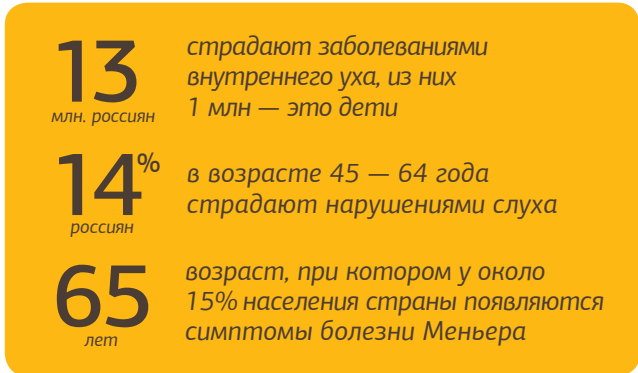 13
млн. россиян
страдают заболеваниями
внутреннего уха, из них
1 млн — это дети
14%
россиян
в возрасте 45 — 64 года
страдают нарушениями слуха
65
лет
возраст, при котором у около
15% населения страны появляются
симптомы болезни Меньера